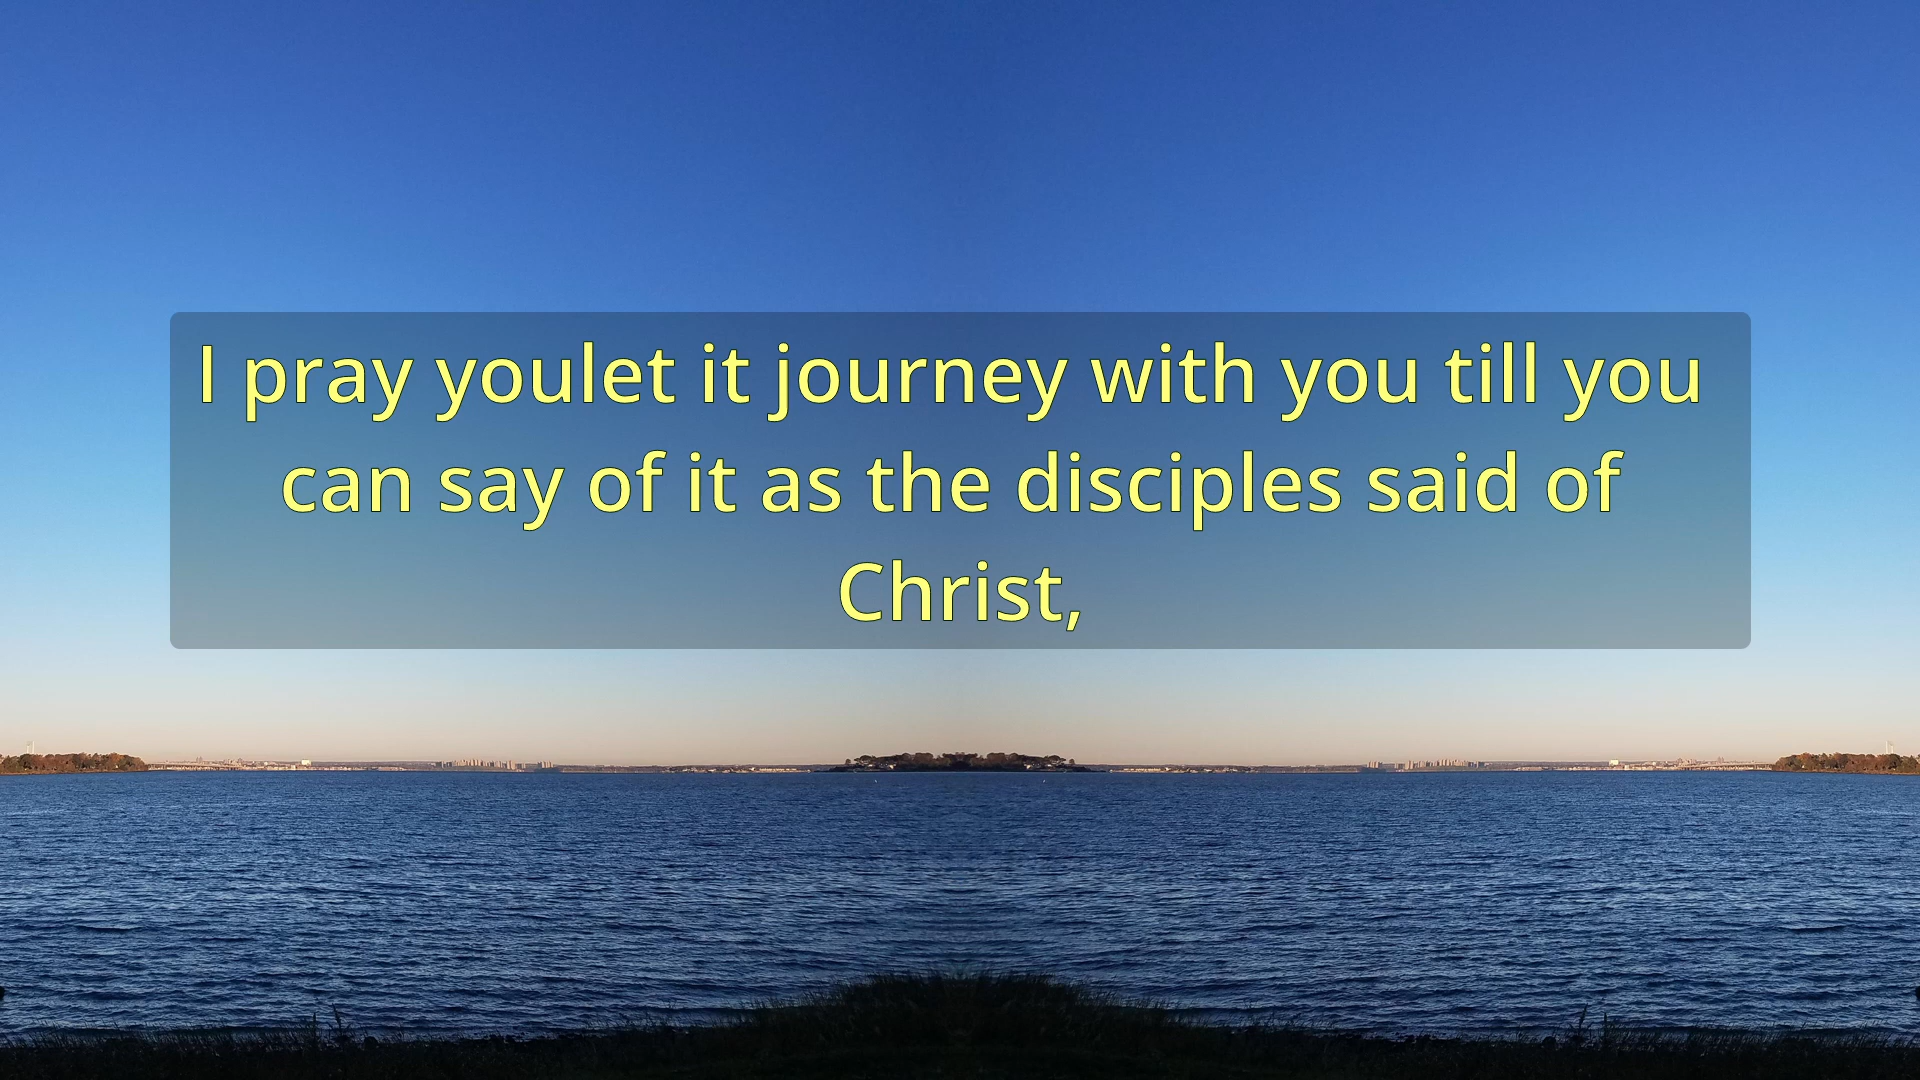 I pray youlet it journey with you till you
can say of it as the disciples said of
Christ,